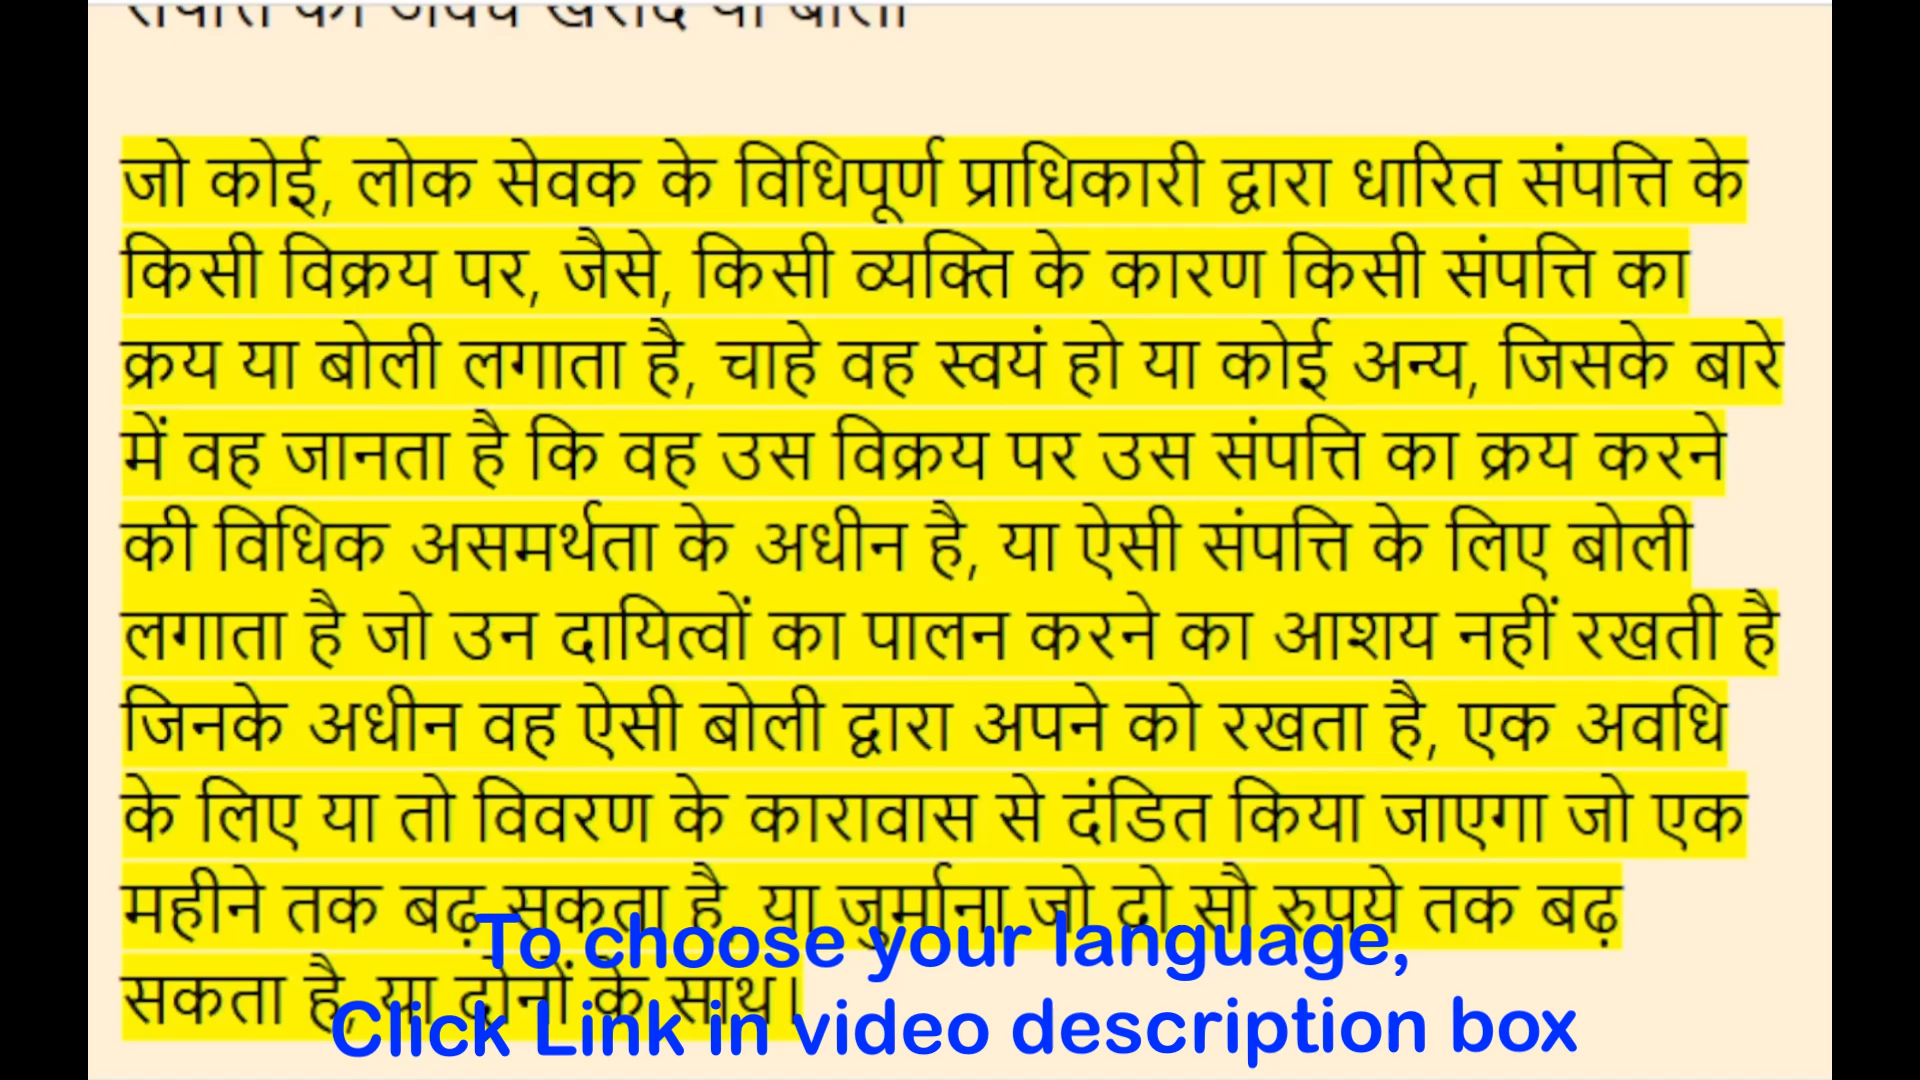 संपत्ति की अवैध खरीद या बोली
जो कोई, लोक सेवक के विधिपूर्ण प्राधिकारी द्वारा धारित संपत्ति के
किसी विक्रय पर, जैसे, किसी व्यक्ति के कारण किसी संपत्ति का
क्रय या बोली लगाता है, चाहे वह स्वयं हो या कोई अन्य, जिसके बारे
में वह जानता है कि वह उस विक्रय पर उस संपत्ति का क्रय करने
की विधिक असमर्थता के अधीन है, या ऐसी संपत्ति के लिए बोली
लगाता है जो उन दायित्वों का पालन करने का आशय नहीं रखती है
जिनके अधीन वह ऐसी बोली द्वारा अपने को रखता है, एक अवधि
के लिए या तो विवरण के कारावास से दंडित किया जाएगा जो एक
महीने तक बढ़ सकता है, या जुर्माना जो दो सौ रुपये तक बढ़
सकता है, या दोनों के साथ।
To choose your language,
Click Link in video description box